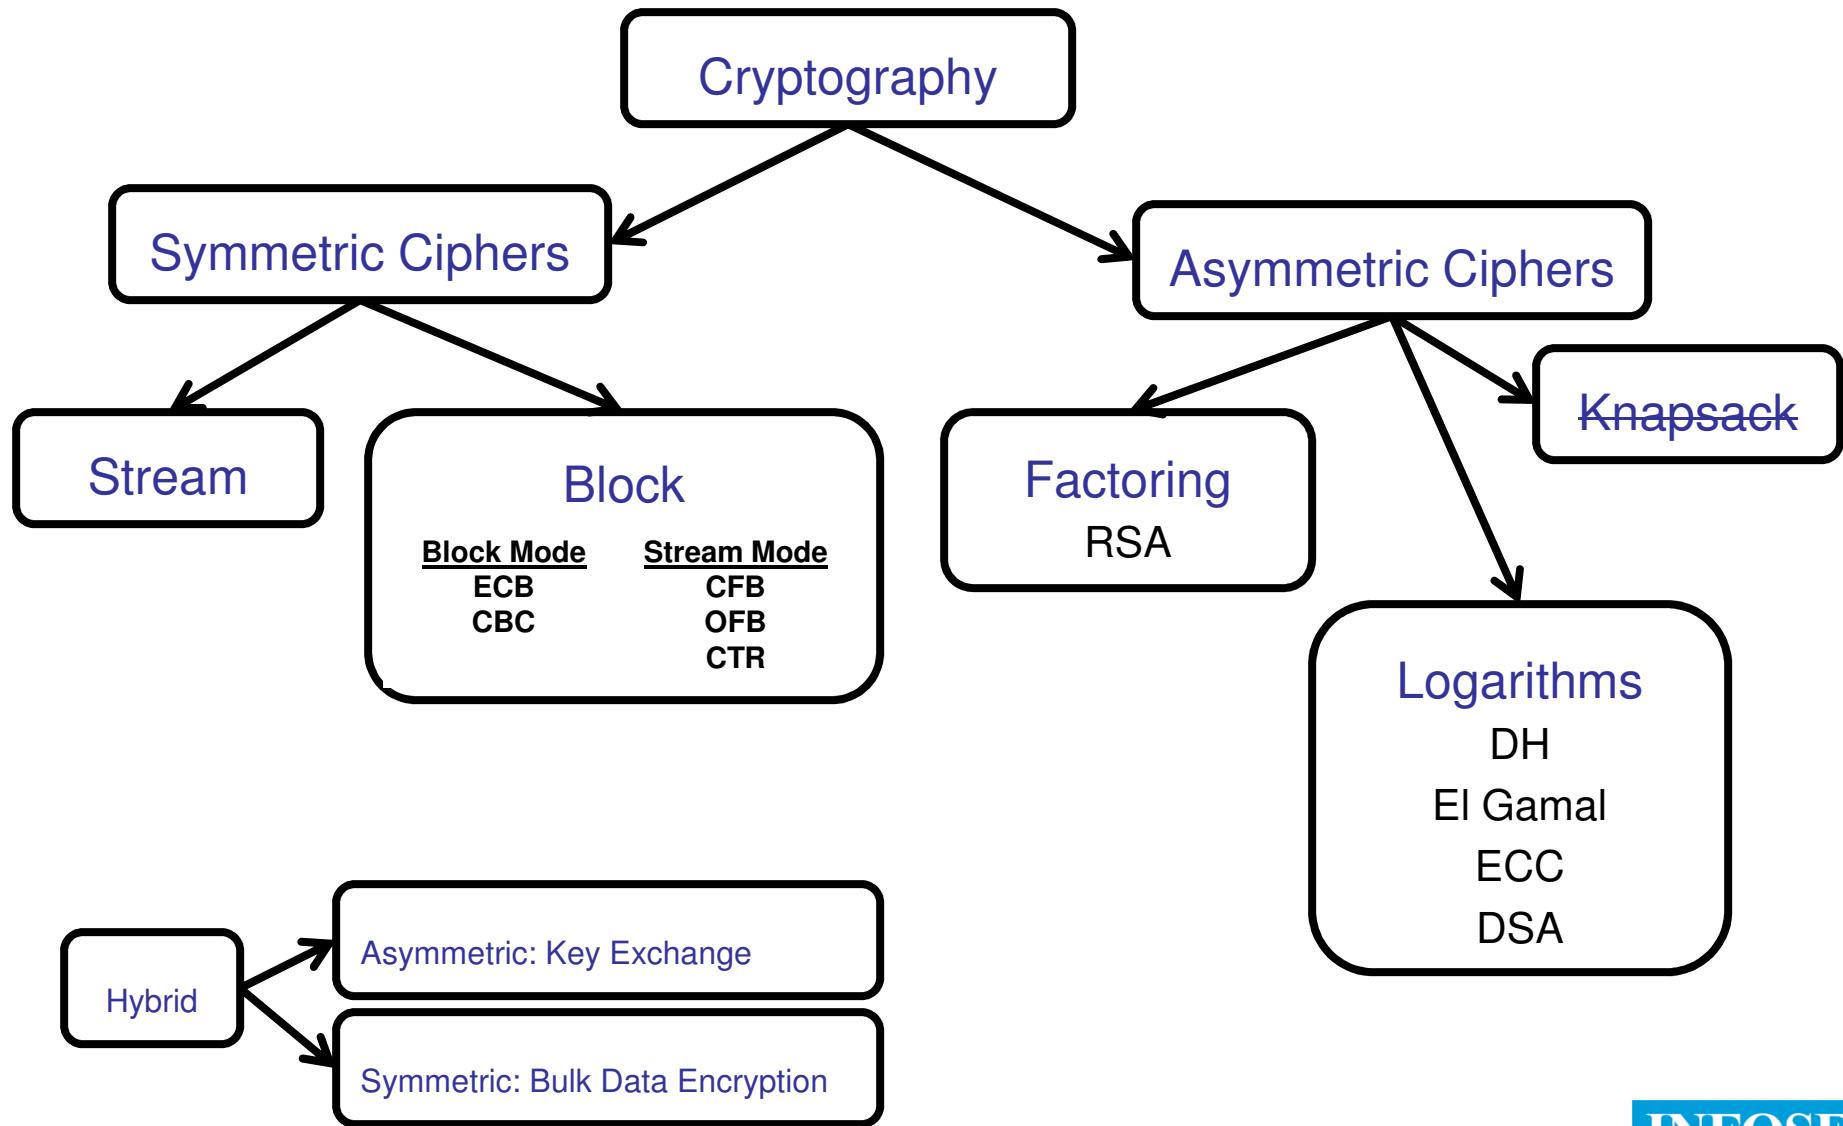 Cryptography
Symmetric Ciphers
Asymmetric Ciphers
Stream
Block
Block Mode
ECB
CBC
Stream Mode
CFB
OFB
CTR
Factoring
RSA
Knapsack
Logarithms
DH
El Gamal
ECC
DSA
Hybrid
Asymmetric: Key Exchange
Symmetric: Bulk Data Encryption